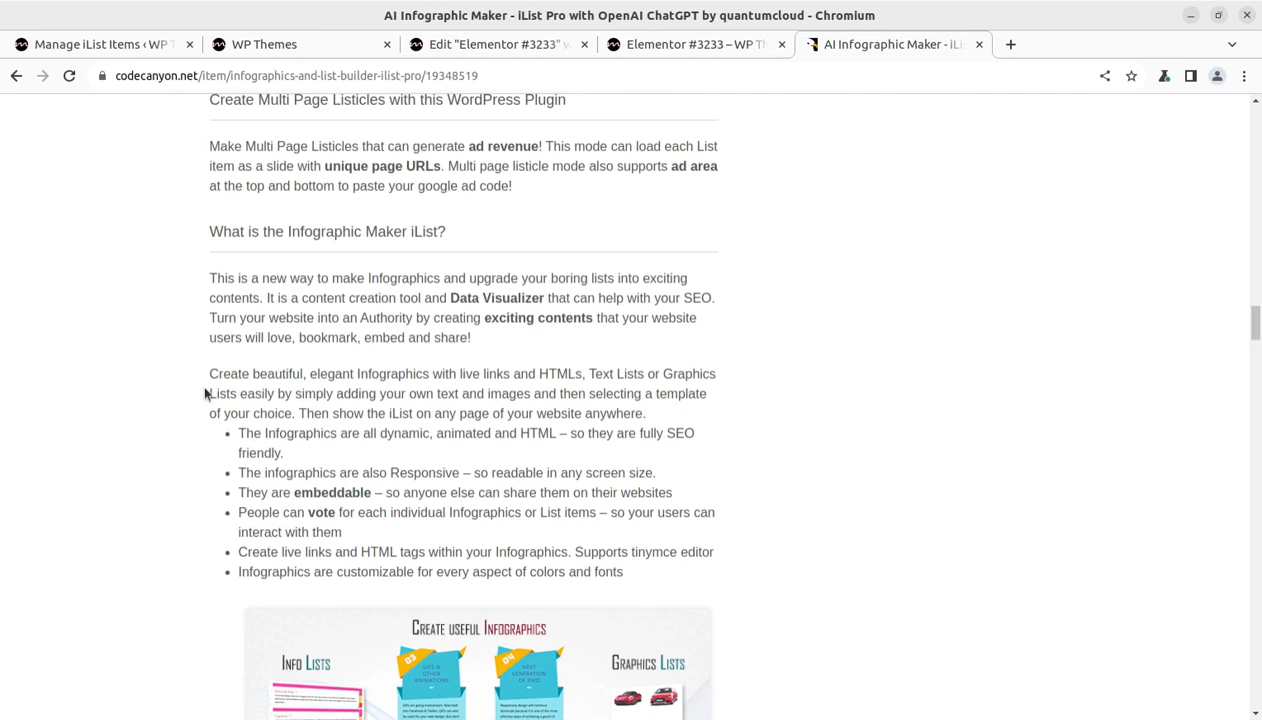 AI Infographic Maker - iList Pro with OpenAI ChatGPT by quantumcloud - Chromium
Manage iList Items ‹ WP T
WP Themes
Edit "Elementor #3233" ‹
Elementor #3233 – WP Th
AI Infographic Maker - iLi
codecanyon.net/item/infographics-and-list-builder-ilist-pro/19348519
Create Multi Page Listicles with this WordPress Plugin
Make Multi Page Listicles that can generate ad revenue! This mode can load each List
item as a slide with unique page URLs. Multi page listicle mode also supports ad area
at the top and bottom to paste your google ad code!
What is the Infographic Maker iList?
This is a new way to make Infographics and upgrade your boring lists into exciting
contents. It is a content creation tool and Data Visualizer that can help with your SEO.
Turn your website into an Authority by creating exciting contents that your website
users will love, bookmark, embed and share!
Create beautiful, elegant Infographics with live links and HTMLs, Text Lists or Graphics
Lists easily by simply adding your own text and images and then selecting a template
of your choice. Then show the iList on any page of your website anywhere.
• The Infographics are all dynamic, animated and HTML – so they are fully SEO
friendly.
• The infographics are also Responsive – so readable in any screen size.
• They are embeddable – so anyone else can share them on their websites
• People can vote for each individual Infographics or List items – so your users can
interact with them
• Create live links and HTML tags within your Infographics. Supports tinymce editor
• Infographics are customizable for every aspect of colors and fonts
CREATE USEFUL INFOGRAPHICS
INFO LISTS
03
GIFS &
OTHER
ANIMATIONS
04
NEXT
GENERATION
OF RWD
GRAPHICS LISTS